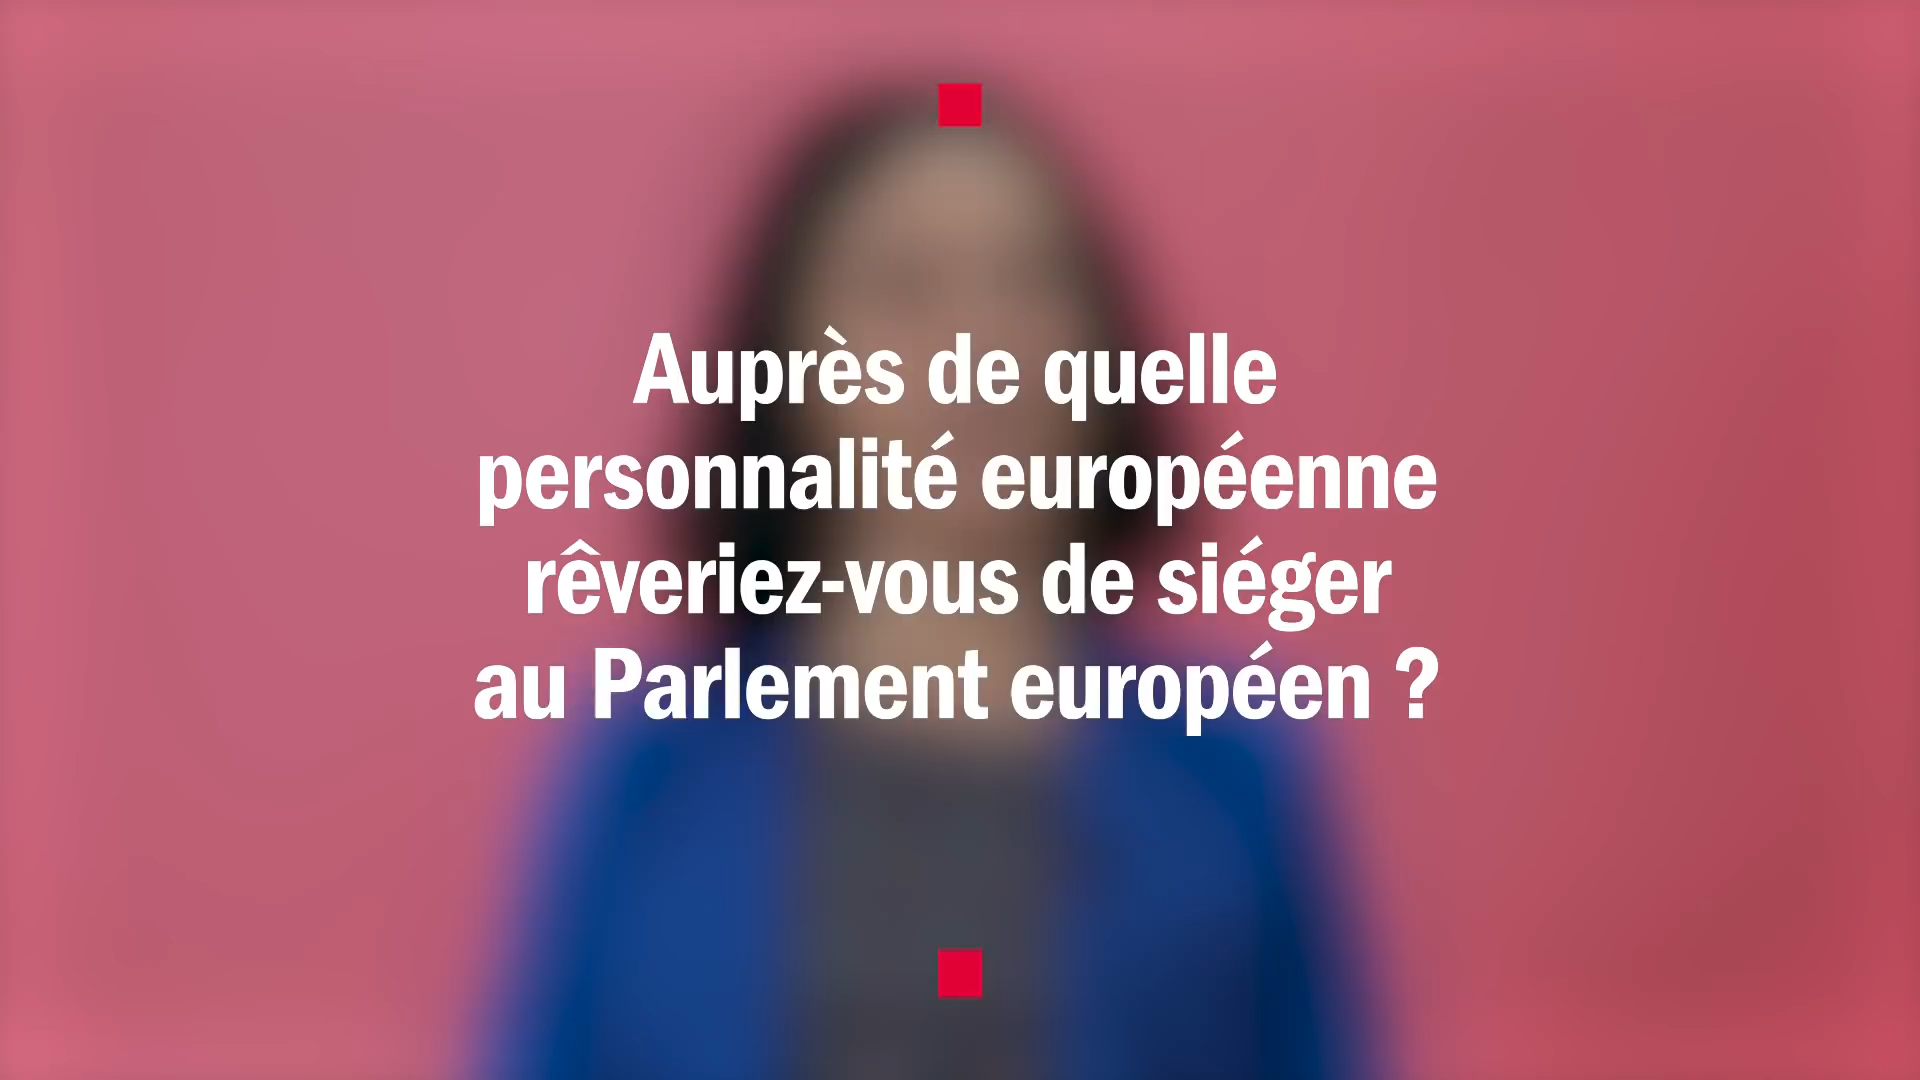 Auprès de quelle
personnalité européenne
rêveriez-vous de siéger
au Parlement européen ?